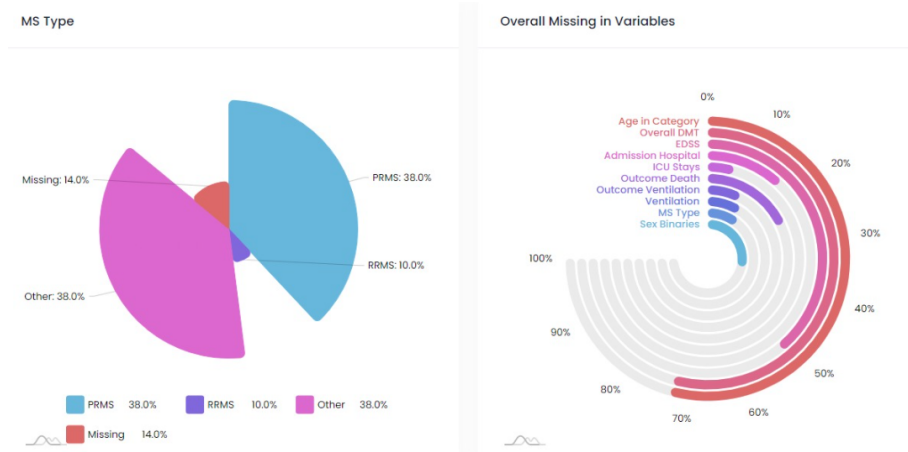 MS Type
Missing: 14.0%
PRMS: 38.0%
RRMS: 10.0%
Other: 38.0%
PRMS 38.0%
RRMS 10.0%
Other 38.0%
Missing 14.0%
Overall Missing in Variables
0%
10%
20%
30%
40%
50%
60%
70%
80%
90%
100%
Age in Category
Overall DMT
EDSS
Admission Hospital
ICU Stays
Outcome Death
Outcome Ventilation
Ventilation
MS Type
Sex Binaries